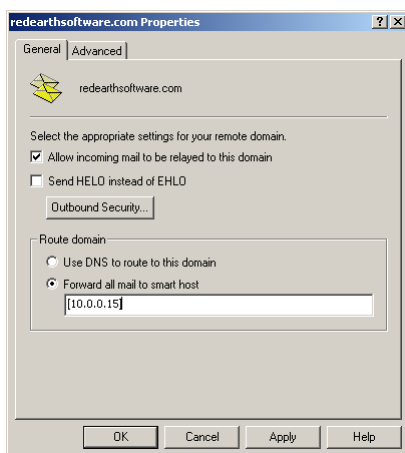 redearthsoftware.com Properties
General Advanced
redearthsoftware.com
Select the appropriate settings for your remote domain.
Allow incoming mail to be relayed to this domain
Send HELO instead of EHLO
Outbound Security...
Route domain
Use DNS to route to this domain
Forward all mail to smart host
[10.0.0.15]
OK Cancel Apply Help